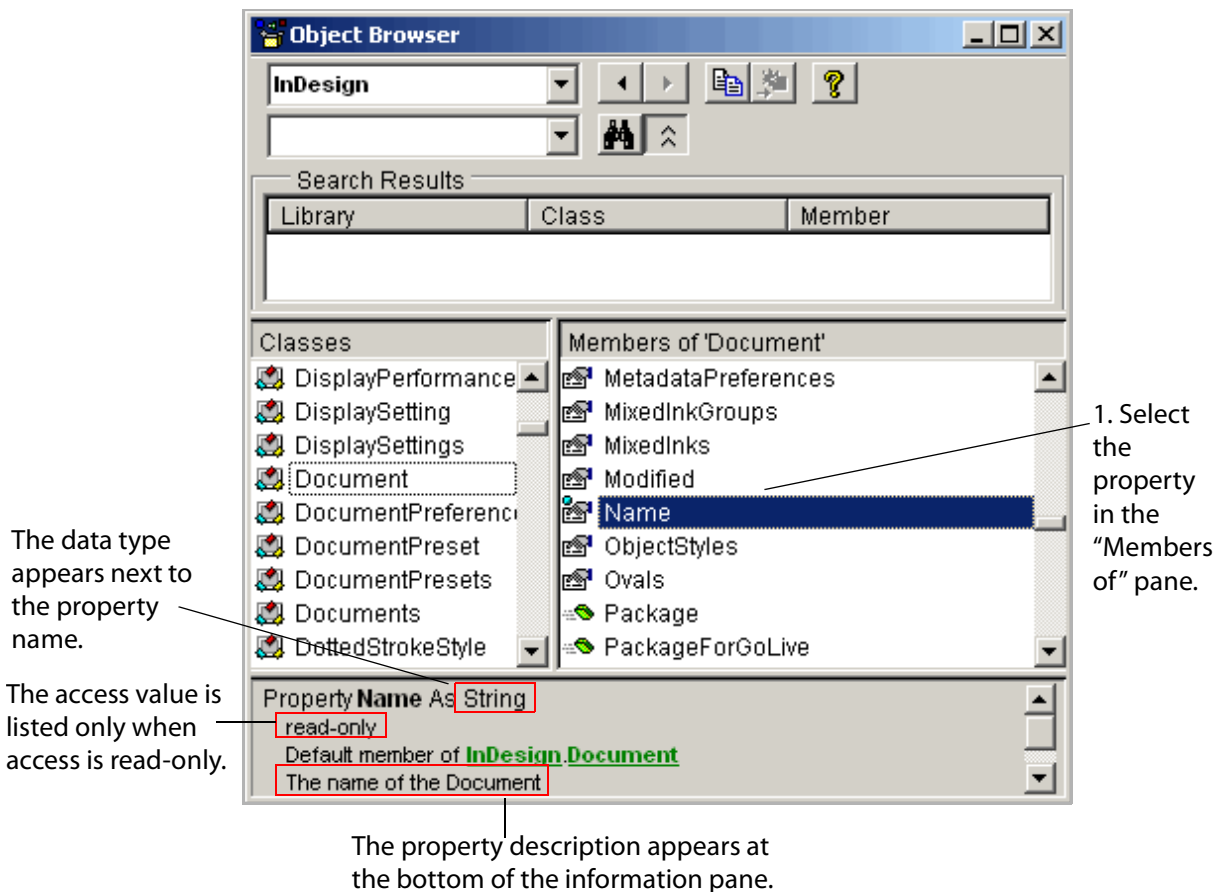 Object Browser
InDesign
Search Results
Library Class Member
Classes
DisplayPerformance
DisplaySetting
DisplaySettings
Document
DocumentPreferenc
DocumentPreset
DocumentPresets
Documents
DottedStrokeStyle
Members of 'Document'
MetadataPreferences
MixedInkGroups
MixedInks
Modified
Name
ObjectStyles
Ovals
Package
PackageForGoLive
Property Name As String
read-only
Default member of InDesign.Document
The name of the Document
1. Select
the
property
in the
“Members
of” pane.
The data type
appears next to
the property
name.
The access value is
listed only when
access is read-only.
The property description appears at
the bottom of the information pane.